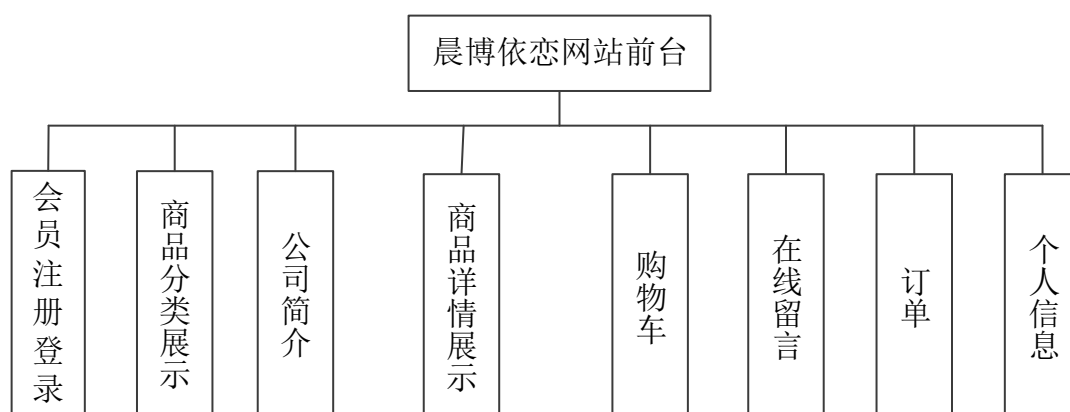 晨博依恋网站前台
会员注册登录
商品分类展示
公司简介
商品详情展示
购物车
在线留言
订单
个人信息